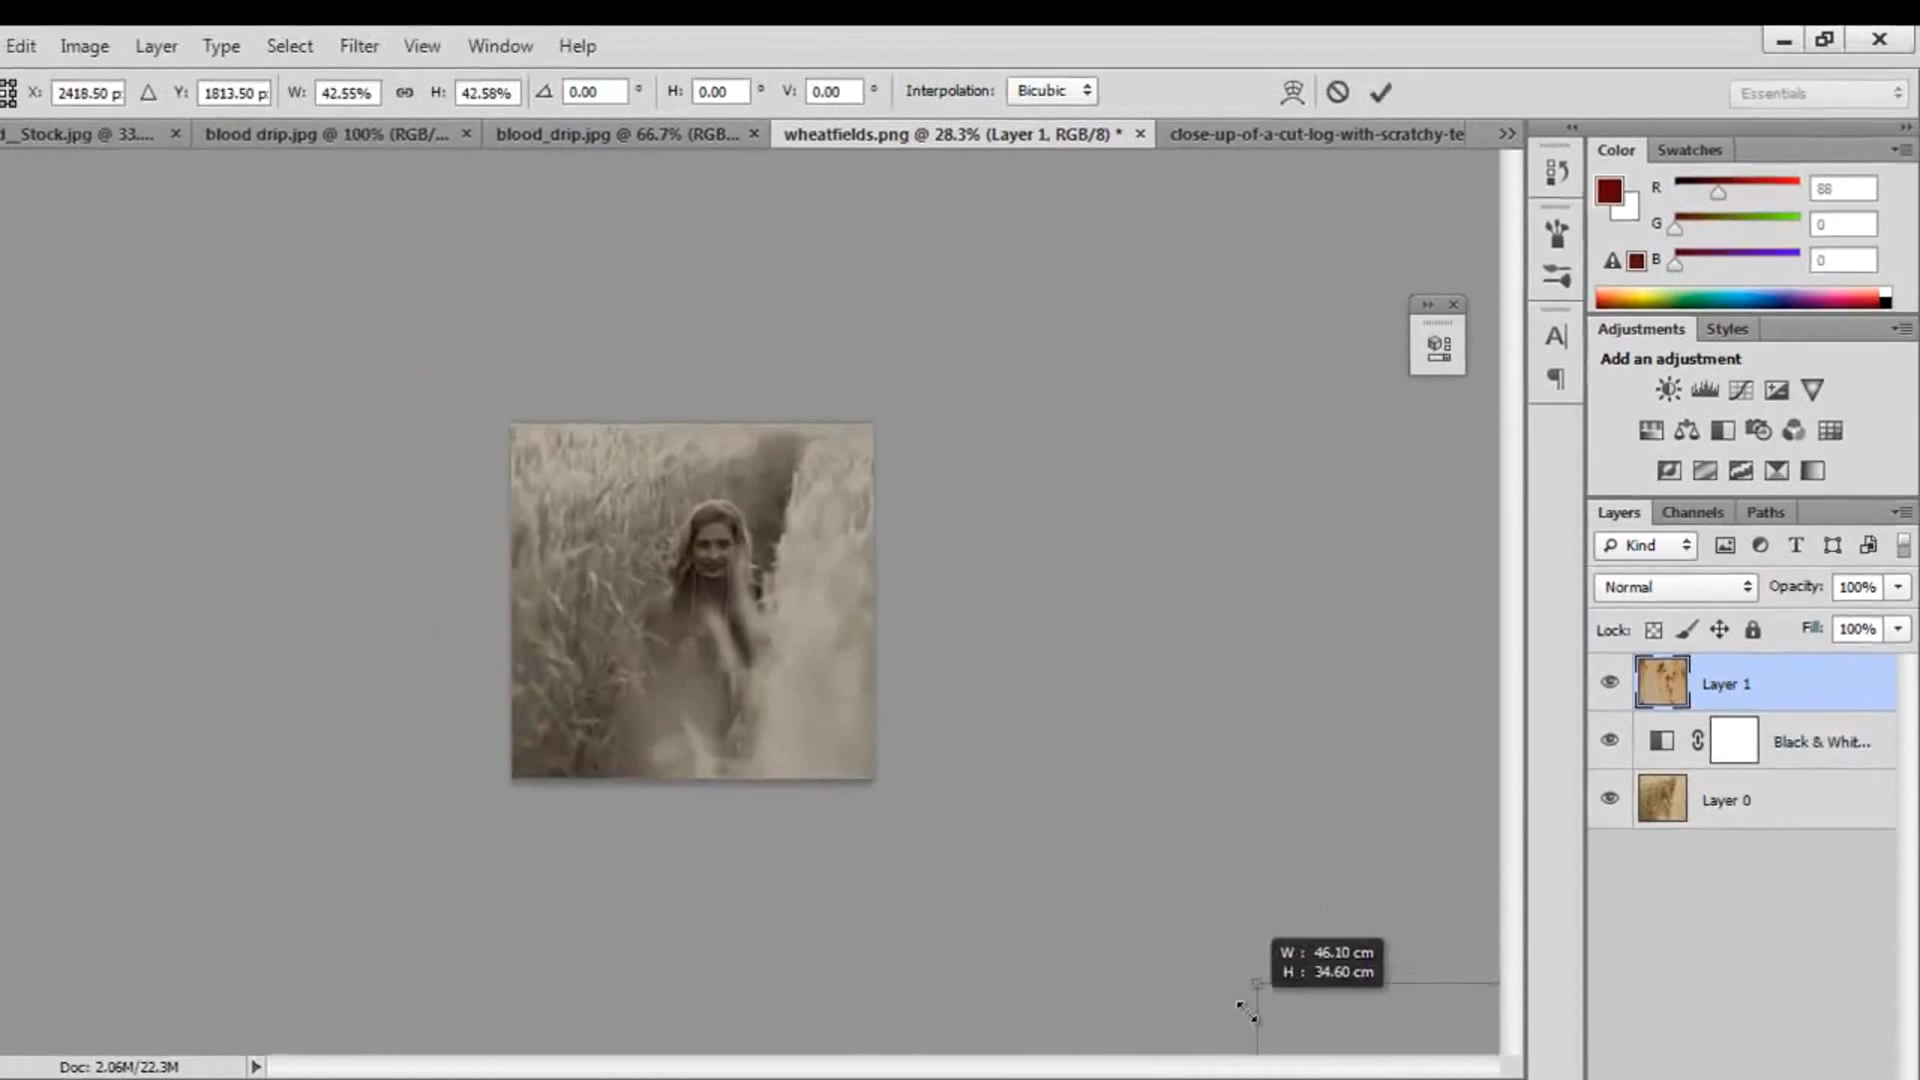 Edit Image Layer Type Select Filter View Window Help
X: 2418.50 p Y: 1813.50 p W: 42.55% H: 42.58% 0.00 ° H: 0.00 ° V: 0.00 ° Interpolation: Bicubic Essentials
d_Stock.jpg @ 33.... × blood drip.jpg @ 100% (RGB/... × blood_drip.jpg @ 66.7% (RGB... × wheatfields.png @ 28.3% (Layer 1, RGB/8) * × close-up-of-a-cut-log-with-scratchy-te
Color Swatches
R 88
G 0
B 0
Adjustments Styles
Add an adjustment
Layers Channels Paths
Kind
Normal Opacity: 100%
Lock: Fill: 100%
Layer 1
Black & Whit...
Layer 0
W : 46.10 cm
H : 34.60 cm
Doc: 2.06M/22.3M